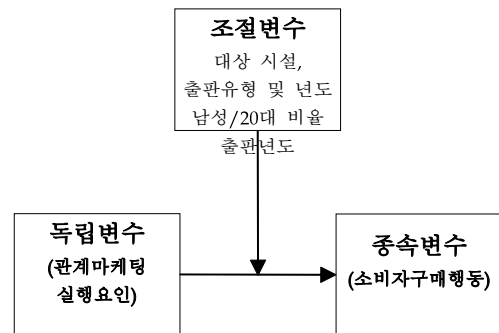 조절변수
대상 시설,
출판유형 및 년도
남성/20대 비율
출판년도
독립변수
(관계마케팅
실행요인)
종속변수
(소비자구매행동)